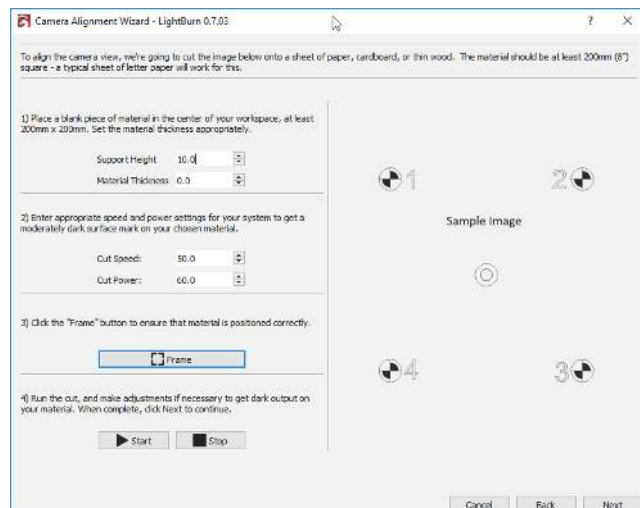 Camera Alignment Wizard - LightBurn 0.7.03
?
To align the camera view, we're going to cut the image below onto a sheet of paper, cardboard, or thin wood. The material should be at least 200mm (8")
square - a typical sheet of letter paper will work for this.
1) Place a blank piece of material in the center of your workspace, at least
200mm x 200mm. Set the material thickness appropriately.
Support Height 10.0
Material Thickness 0.0
2) Enter appropriate speed and power settings for your system to get a
moderately dark surface mark on your chosen material.
Cut Speed: 50.0
Cut Power: 60.0
3) Click the "Frame" button to ensure that material is positioned correctly.
Frame
4) Run the cut, and make adjustments if necessary to get dark output on
your material. When complete, click Next to continue.
Start Stop
1 2
Sample Image
4 3
Cancel Back Next